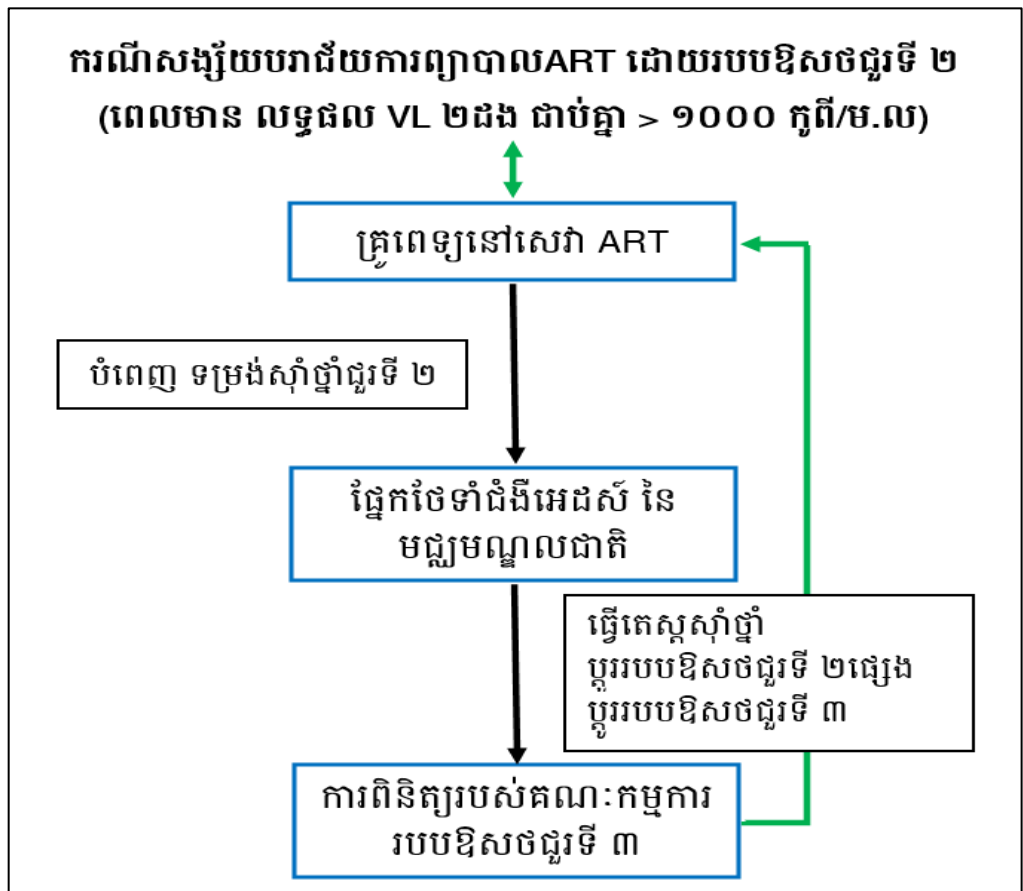 ករណីសង្ស័យបរាជ័យការព្យាបាលART ដោយរបបឱសថជួរទី ២
(ពេលមាន លទ្ធផល VL ២ដង ជាប់គ្នា > ១០០០ កូពី/ម.ល)
គ្រូពេទ្យនៅសេវា ART
បំពេញ ទម្រង់ស៊ាំថ្នាំជួរទី ២
ផ្នែកថែទាំជំងឺអេដស៍ នៃ
មជ្ឈមណ្ឌលជាតិ
ធ្វើតេស្តស៊ាំថ្នាំ
ប្តូររបបឱសថជួរទី ២ផ្សេង
ប្តូររបបឱសថជួរទី ៣
ការពិនិត្យរបស់គណៈកម្មការ
របបឱសថជួរទី ៣